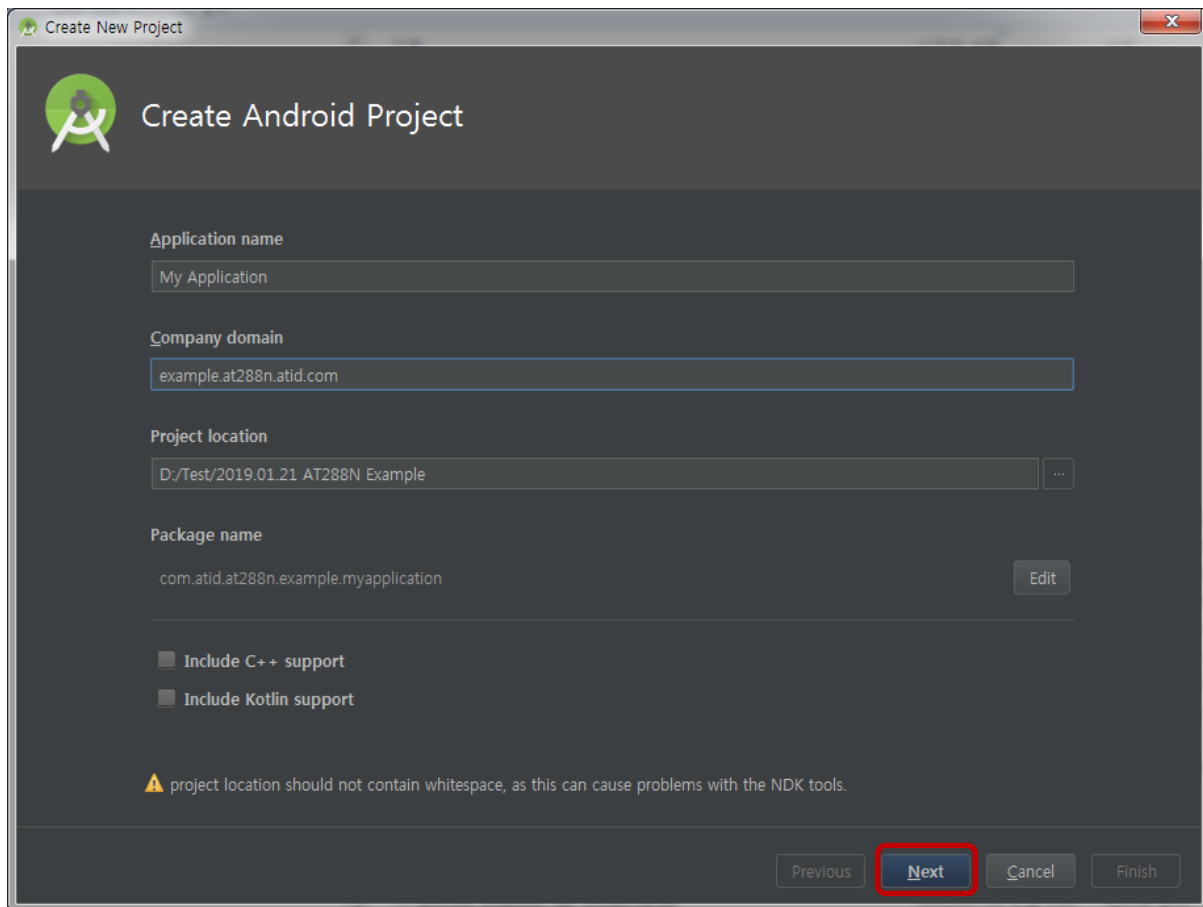 Create New Project
Create Android Project
Application name
My Application
Company domain
example.at288n.atid.com
Project location
D:/Test/2019.01.21 AT288N Example
...
Package name
com.atid.at288n.example.myapplication
Edit
Include C++ support
Include Kotlin support
project location should not contain whitespace, as this can cause problems with the NDK tools.
Previous
Next
Cancel
Finish